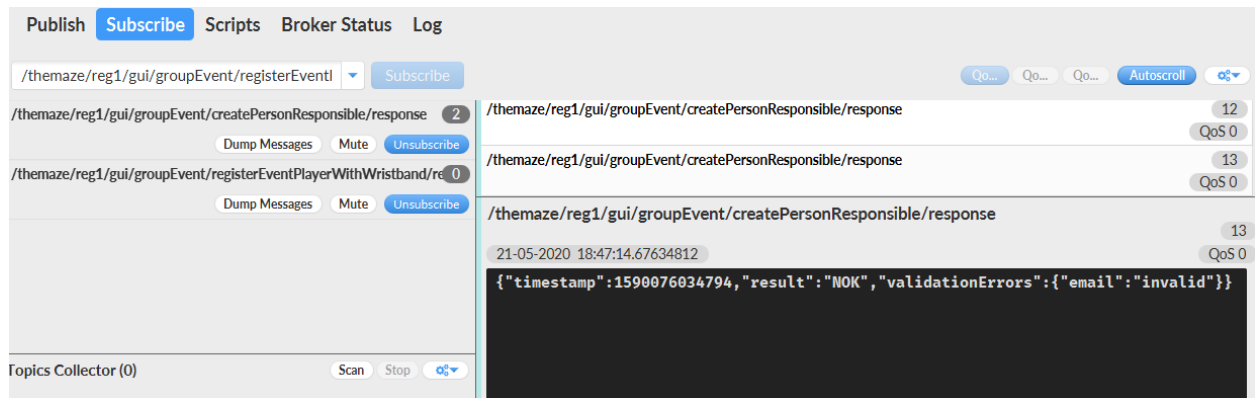 Publish Subscribe Scripts Broker Status Log
/themaze/reg1/gui/groupEvent/registerEventl Subscribe Qo... Qo... Qo... Autoscroll
/themaze/reg1/gui/groupEvent/createPersonResponsible/response 2
Dump Messages Mute Unsubscribe
/themaze/reg1/gui/groupEvent/registerEventPlayerWithWristband/re 0
Dump Messages Mute Unsubscribe
Topics Collector (0) Scan Stop
/themaze/reg1/gui/groupEvent/createPersonResponsible/response 12
QoS 0
/themaze/reg1/gui/groupEvent/createPersonResponsible/response 13
QoS 0
/themaze/reg1/gui/groupEvent/createPersonResponsible/response
13
21-05-2020 18:47:14.67634812 QoS 0
{"timestamp":1590076034794,"result":"NOK","validationErrors":{"email":"invalid"}}